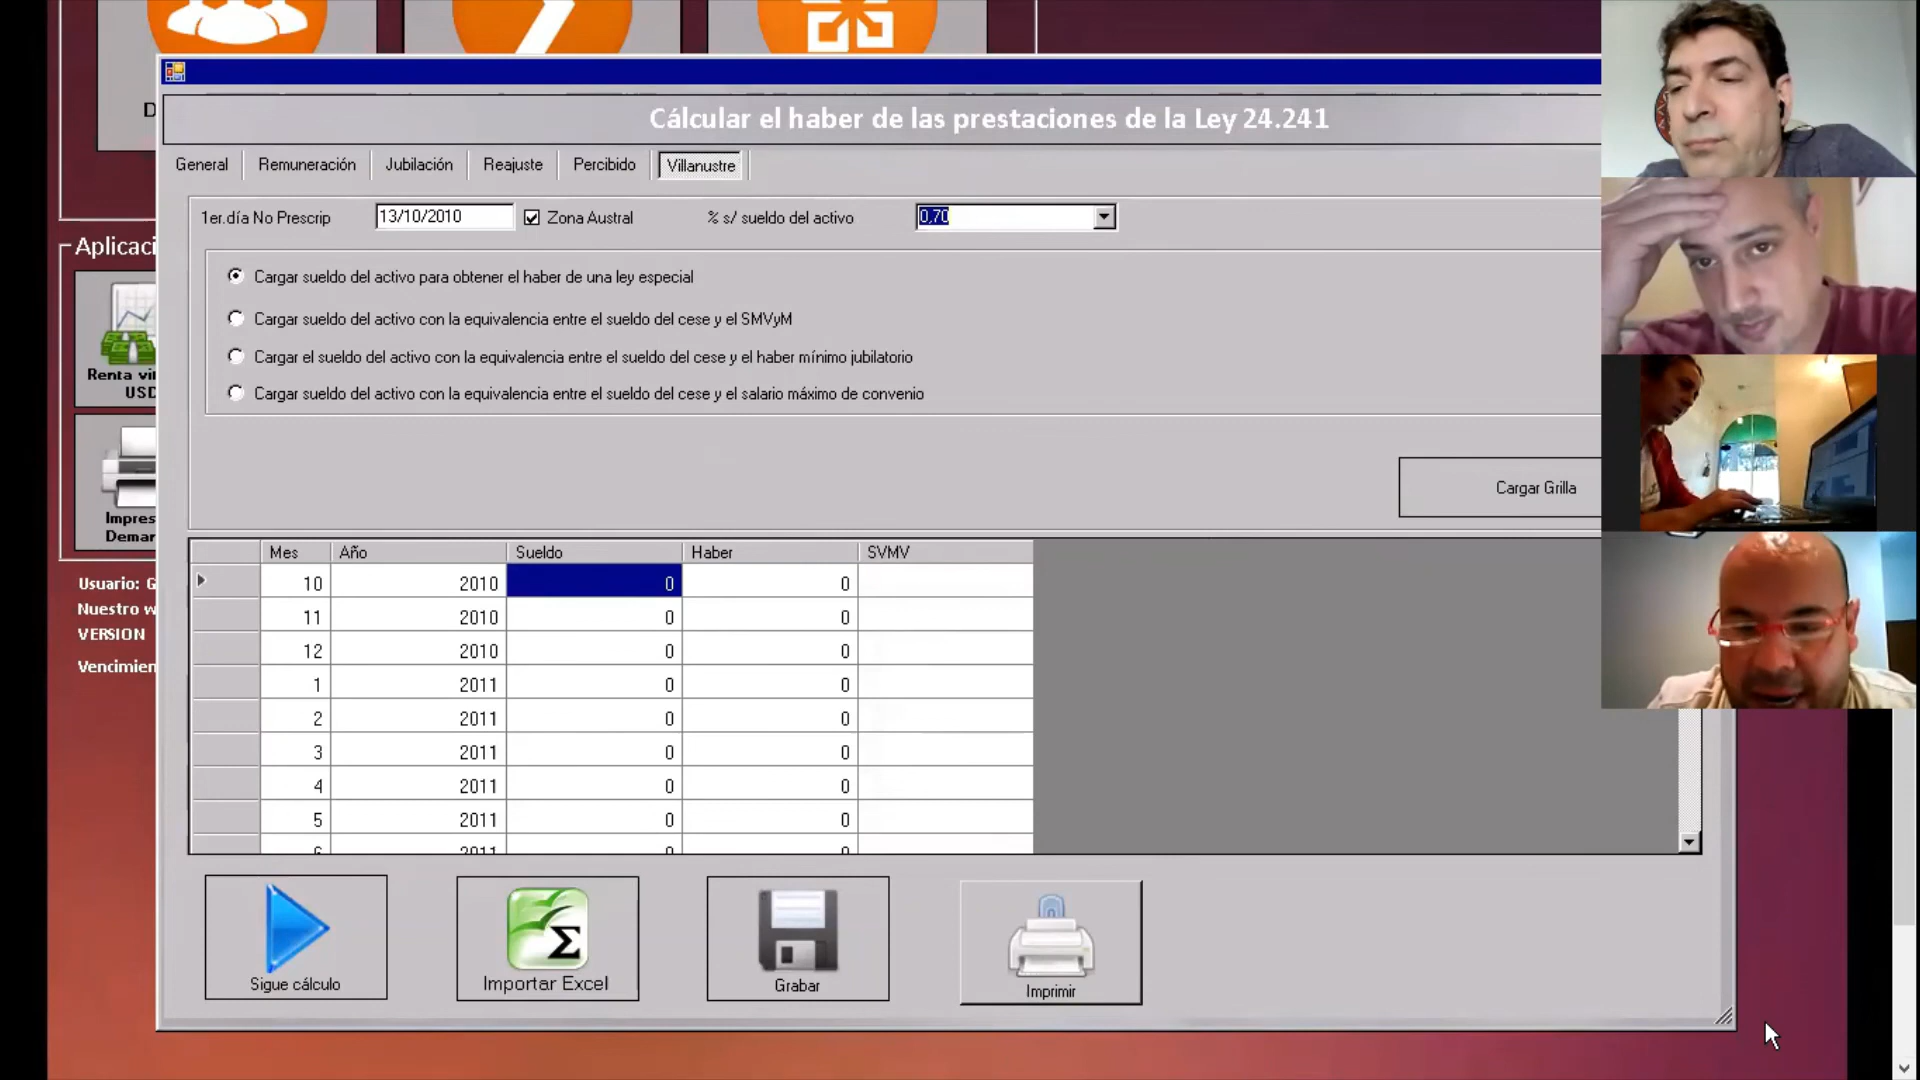 D
Cálcular el haber de las prestaciones de la Ley 24.241
General Remuneración Jubilación Reajuste Percibido Villanustre
1er.día No Prescrip 13/10/2010 Zona Austral % s/ sueldo del activo 0,70
Cargar sueldo del activo para obtener el haber de una ley especial
Cargar sueldo del activo con la equivalencia entre el sueldo del cese y el SMVyM
Cargar el sueldo del activo con la equivalencia entre el sueldo del cese y el haber mínimo jubilatorio
Cargar sueldo del activo con la equivalencia entre el sueldo del cese y el salario máximo de convenio
Cargar Grilla
Aplicaci
Renta vi
USD
Impres
Demar
Usuario: G
Nuestro w
VERSION
Vencimien
Mes Año Sueldo Haber SVMV
10 2010 0 0
11 2010 0 0
12 2010 0 0
1 2011 0 0
2 2011 0 0
3 2011 0 0
4 2011 0 0
5 2011 0 0
6 2011 0 0
Sigue cálculo Importar Excel Grabar Imprimir